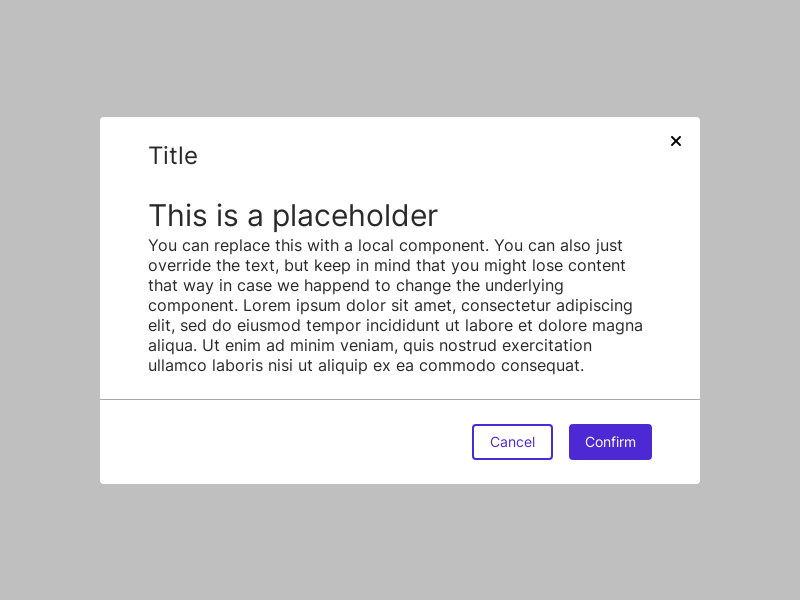 Title
This is a placeholder
You can replace this with a local component. You can also just
override the text, but keep in mind that you might lose content
that way in case we happend to change the underlying
component. Lorem ipsum dolor sit amet, consectetur adipiscing
elit, sed do eiusmod tempor incididunt ut labore et dolore magna
aliqua. Ut enim ad minim veniam, quis nostrud exercitation
ullamco laboris nisi ut aliquip ex ea commodo consequat.
Cancel
Confirm